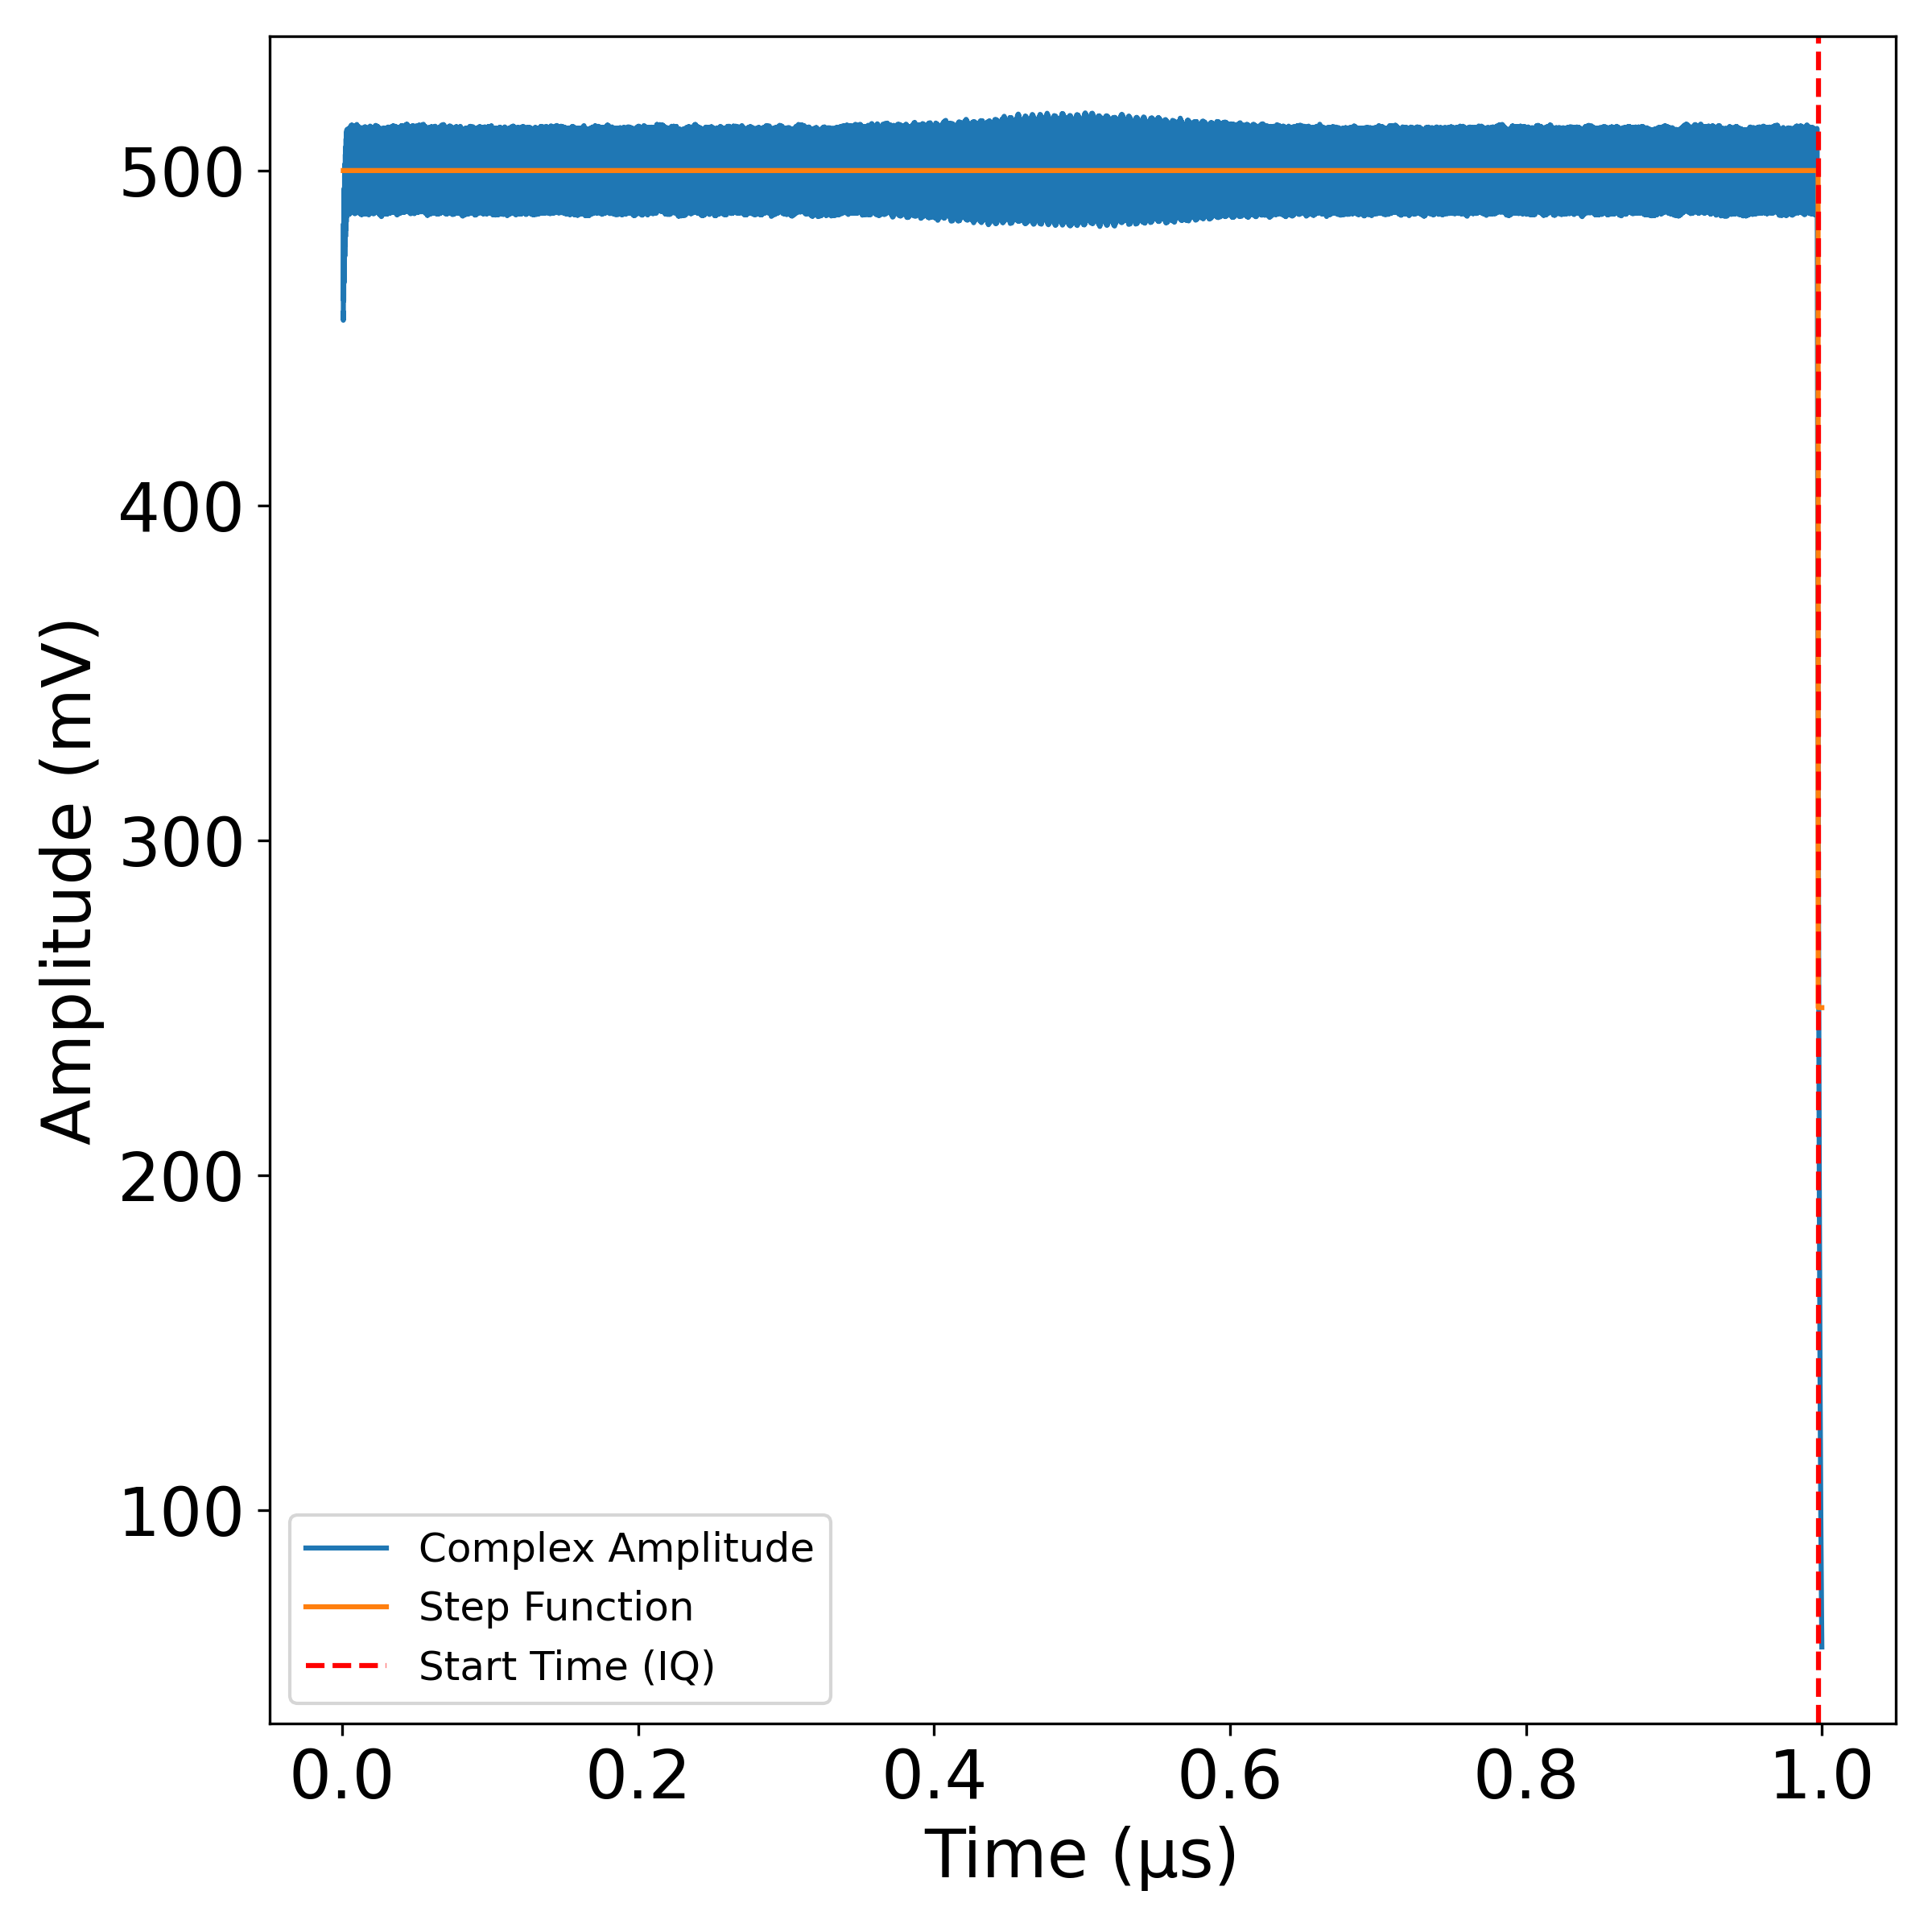 Amplitude (mV)
500
400
300
200
100
Complex Amplitude
Step Function
Start Time (IQ)
0.0 0.2 0.4 0.6 0.8 1.0
Time (µs)